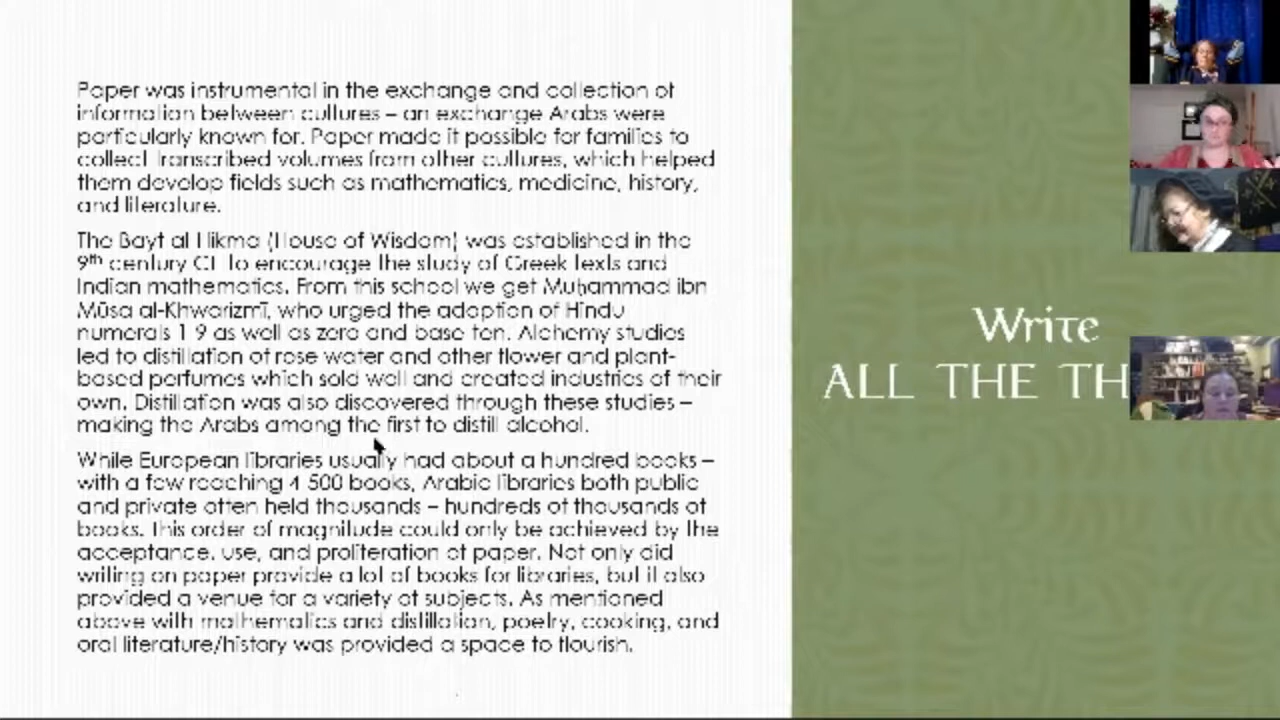 Paper was instrumental in the exchange and collection of
information between cultures – an exchange Arabs were
particularly known for. Paper made it possible for families to
collect transcribed volumes from other cultures, which helped
them develop fields such as mathematics, medicine, history,
and literature.
The Bayt al-Hikma (House of Wisdom) was established in the
9th century CE to encourage the study of Greek texts and
Indian mathematics. From this school we get Muḥammad ibn
Mūsa al-Khwarizmī, who urged the adoption of Hindu
numerals 1-9 as well as zero and base ten. Alchemy studies
led to distillation of rose water and other flower and plant-
based perfumes which sold well and created industries of their
own. Distillation was also discovered through these studies –
making the Arabs among the first to distill alcohol.
While European libraries usually had about a hundred books –
with a few reaching 4-500 books, Arabic libraries both public
and private often held thousands – hundreds of thousands of
books. This order of magnitude could only be achieved by the
acceptance, use, and proliferation of paper. Not only did
writing on paper provide a lot of books for libraries, but it also
provided a venue for a variety of subjects. As mentioned
above with mathematics and distillation, poetry, cooking, and
oral literature/history was provided a space to flourish.
Write
ALL THE TH